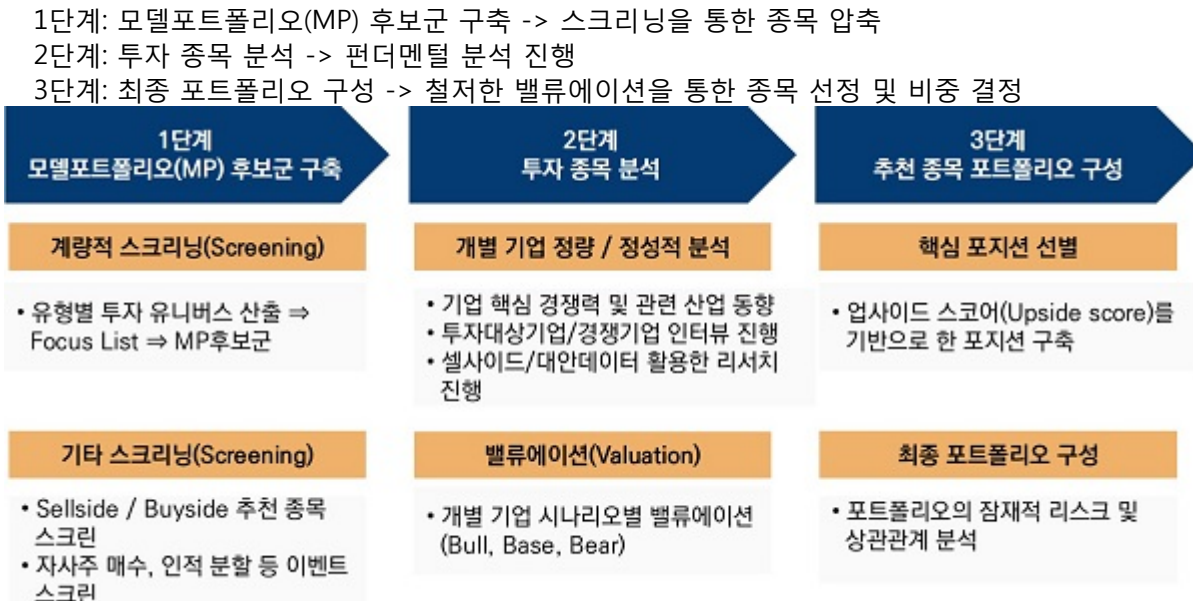 1단계: 모델포트폴리오(MP) 후보군 구축 -> 스크리닝을 통한 종목 압축
2단계: 투자 종목 분석 -> 펀더멘털 분석 진행
3단계: 최종 포트폴리오 구성 -> 철저한 밸류에이션을 통한 종목 선정 및 비중 결정
1단계
모델포트폴리오(MP) 후보군 구축
계량적 스크리닝(Screening)
• 유형별 투자 유니버스 산출 ⇒
Focus List ⇒ MP후보군
기타 스크리닝(Screening)
• Sellside / Buyside 추천 종목
스크린
• 자사주 매수, 인적 분할 등 이벤트
스크린
2단계
투자 종목 분석
개별 기업 정량 / 정성적 분석
• 기업 핵심 경쟁력 및 관련 산업 동향
• 투자대상기업/경쟁기업 인터뷰 진행
• 셀사이드/대안데이터 활용한 리서치
진행
밸류에이션(Valuation)
• 개별 기업 시나리오별 밸류에이션
(Bull, Base, Bear)
3단계
추천 종목 포트폴리오 구성
핵심 포지션 선별
• 업사이드 스코어(Upside score)를
기반으로 한 포지션 구축
최종 포트폴리오 구성
• 포트폴리오의 잠재적 리스크 및
상관관계 분석